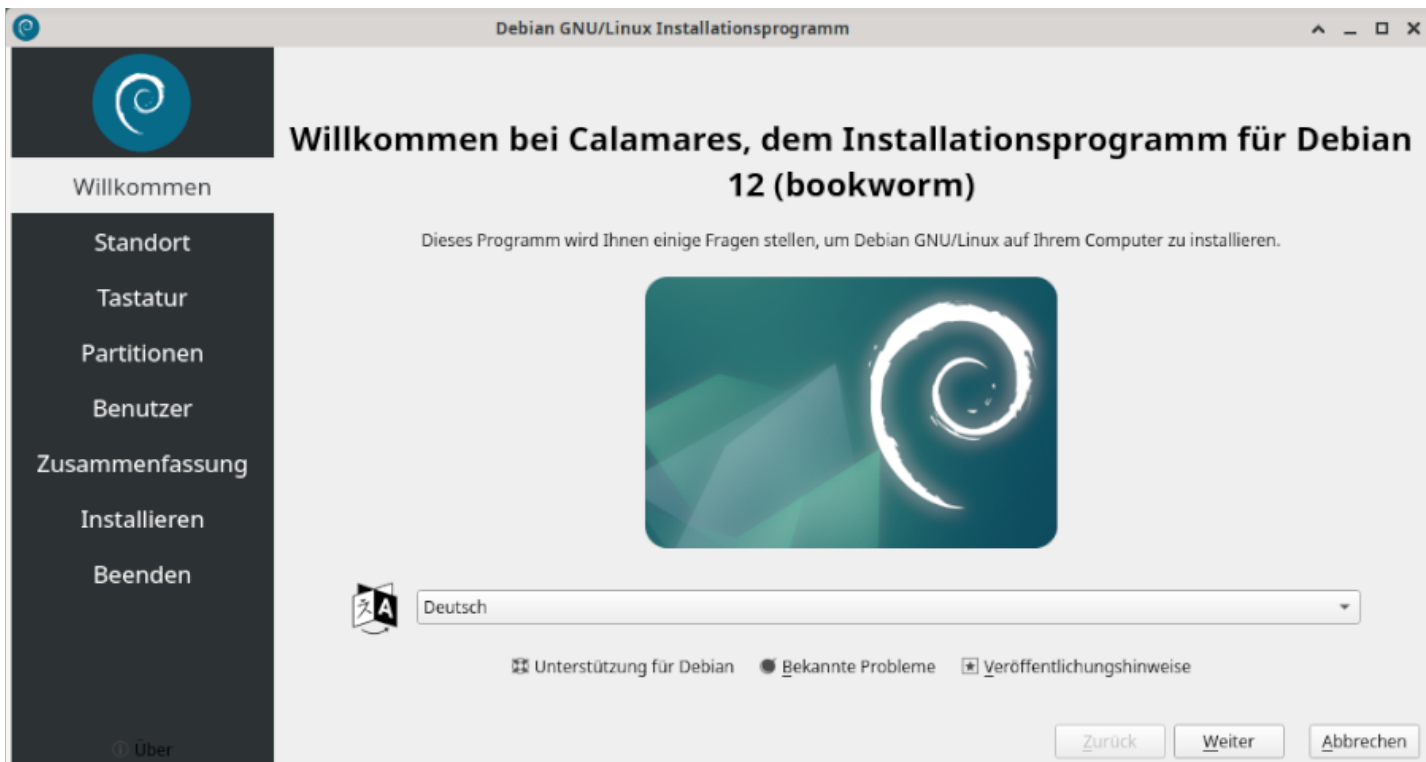 Debian GNU/Linux Installationsprogramm
Willkommen
Standort
Tastatur
Partitionen
Benutzer
Zusammenfassung
Installieren
Beenden
Über
Willkommen bei Calamares, dem Installationsprogramm für Debian
12 (bookworm)
Dieses Programm wird Ihnen einige Fragen stellen, um Debian GNU/Linux auf Ihrem Computer zu installieren.
Deutsch
Unterstützung für Debian Bekannte Probleme Veröffentlichungshinweise
Zurück Weiter Abbrechen